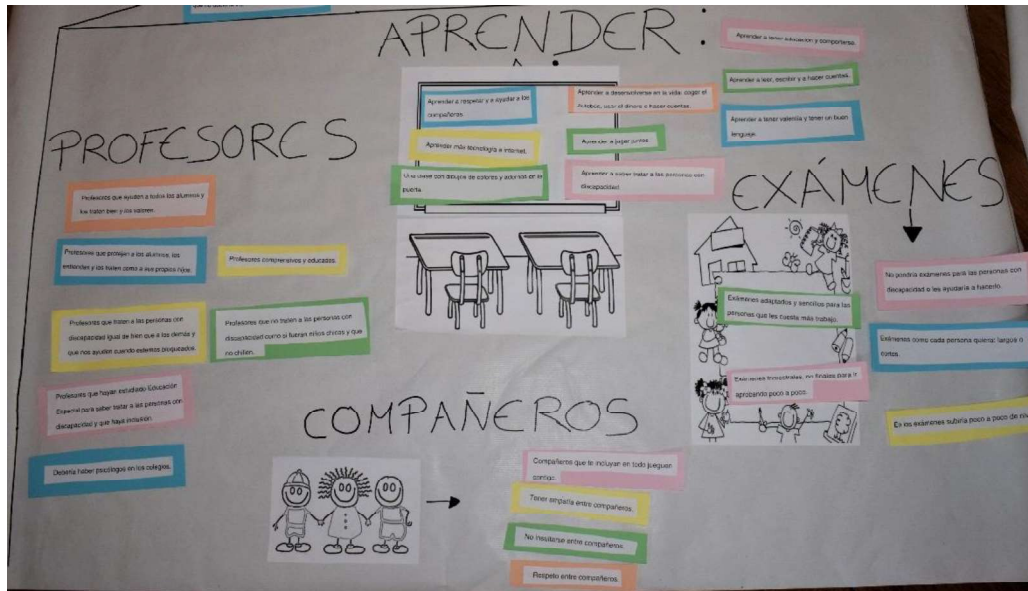 APRENDER:
Aprender a tener educación y comportarse.
Aprender a leer, escribir y a hacer cuentas.
Aprender a tener valentía y tener un buen
lenguaje.
Aprender a respetar y a ayudar a los
compañeros.
Aprender a desenvolverse en la vida: coger el
autobús, usar el dinero a hacer cuentas.
Aprender más tecnología e internet.
Aprender a jugar juntos.
Una clase con dibujos de colores y adornos en la
puerta.
Aprender a saber tratar a las personas con
discapacidad
PROFESORES
Profesores que ayuden a todos los alumnos y
los traten bien y los valoren.
Profesores que protejan a los alumnos, los
entiendan y los traten como a sus propios hijos.
Profesores comprensivos y educados.
Profesores que traten a las personas con
discapacidad igual de bien que a los demás y
que nos ayuden cuando estemos bloqueados.
Profesores que no traten a las personas con
discapacidad como si fueran niños chicos y que
no chillen.
Profesores que hayan estudiado Educación
Especial para saber tratar a las personas con
discapacidad y que haya inclusión.
Debería haber psicólogos en los colegios.
EXÁMENES
No pondría exámenes para las personas con
discapacidad o les ayudaría a hacerlo.
Exámenes adaptados y sencillos para las
personas que les cueste más trabajo.
Exámenes como cada persona quiera: largos o
cortos.
Exámenes trimestrales, no finales para ir
aprobando poco a poco.
En los exámenes subiría poco a poco de
COMPAÑEROS
Compañeros que te incluyan en todo jueguen
contigo.
Tener empatía entre compañeros.
No insultarse entre compañeros.
Respeto entre compañeros.